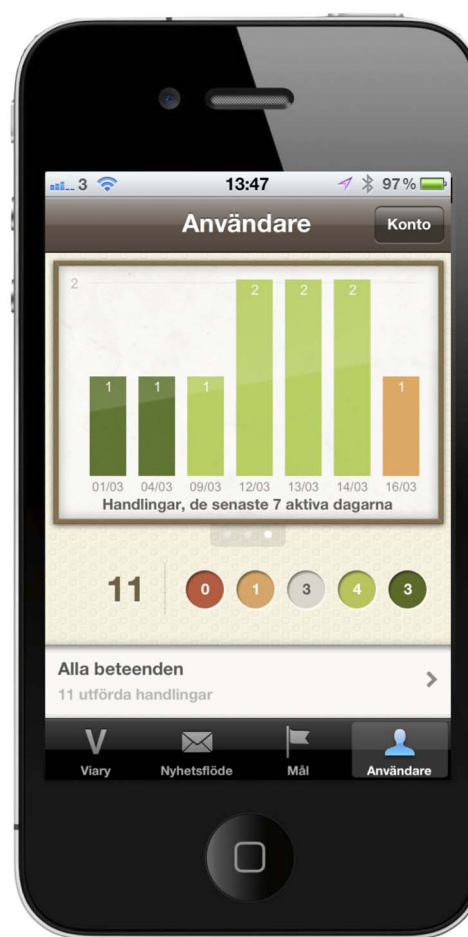 3 13:47 97%
Användare Konto
2
1 1 1 2 2 2 1
01/03 04/03 09/03 12/03 13/03 14/03 16/03
Handlingar, de senaste 7 aktiva dagarna
11 0 1 3 4 3
Alla beteenden
11 utförda handlingar
V
Viary Nyhetsflöde Mål Användare